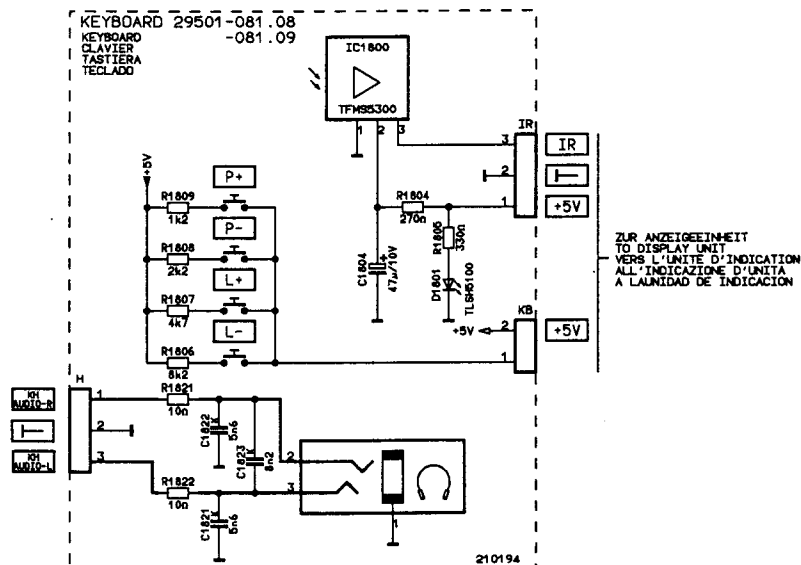 KEYBOARD 29501-081.08
KEYBOARD -081.09
CLAVIER
TASTIERA
TECLADO
IC1800
TFMS5300
1 2 3
IR
3 IR
2
1 +5V
R1804
270Ω
R1805
330Ω
C1804
47µ/10V
D1801
TLSH5100
+5V
P+
R1809
1k2
P-
R1808
2k2
L+
R1807
4k7
L-
R1806
8k2
KB
+5V 2 +5V
1
ZUR ANZEIGEEINHEIT
TO DISPLAY UNIT
VERS L'UNITÉ D'INDICATION
ALL'INDICAZIONE D'UNITA
A LAUNIDAD DE INDICACION
H
KH
AUDIO-R
1
2
KH
AUDIO-L
3
R1821
10Ω
C1822
5n6
C1823
8n2
R1822
10Ω
C1821
5n6
2
3
1
210194